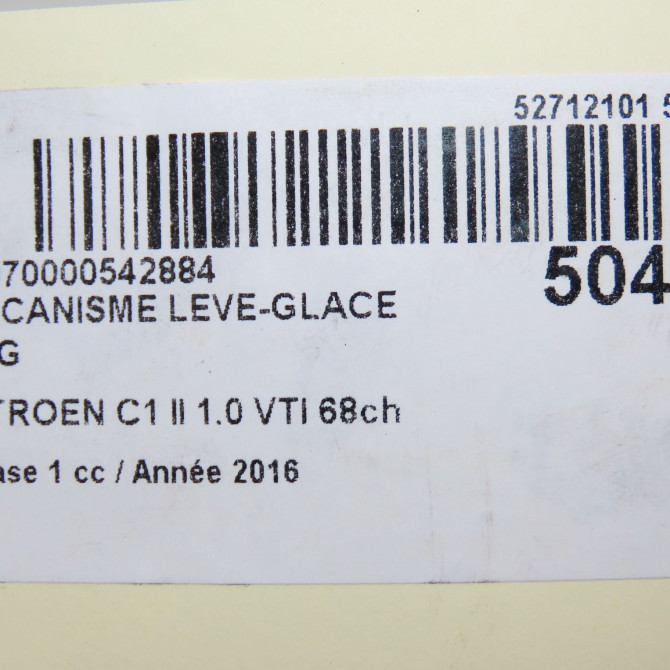 52712101 5
70000542884
504
CANISME LEVE-GLACE
G
TROEN C1 II 1.0 VTI 68ch
ase 1 cc / Année 2016